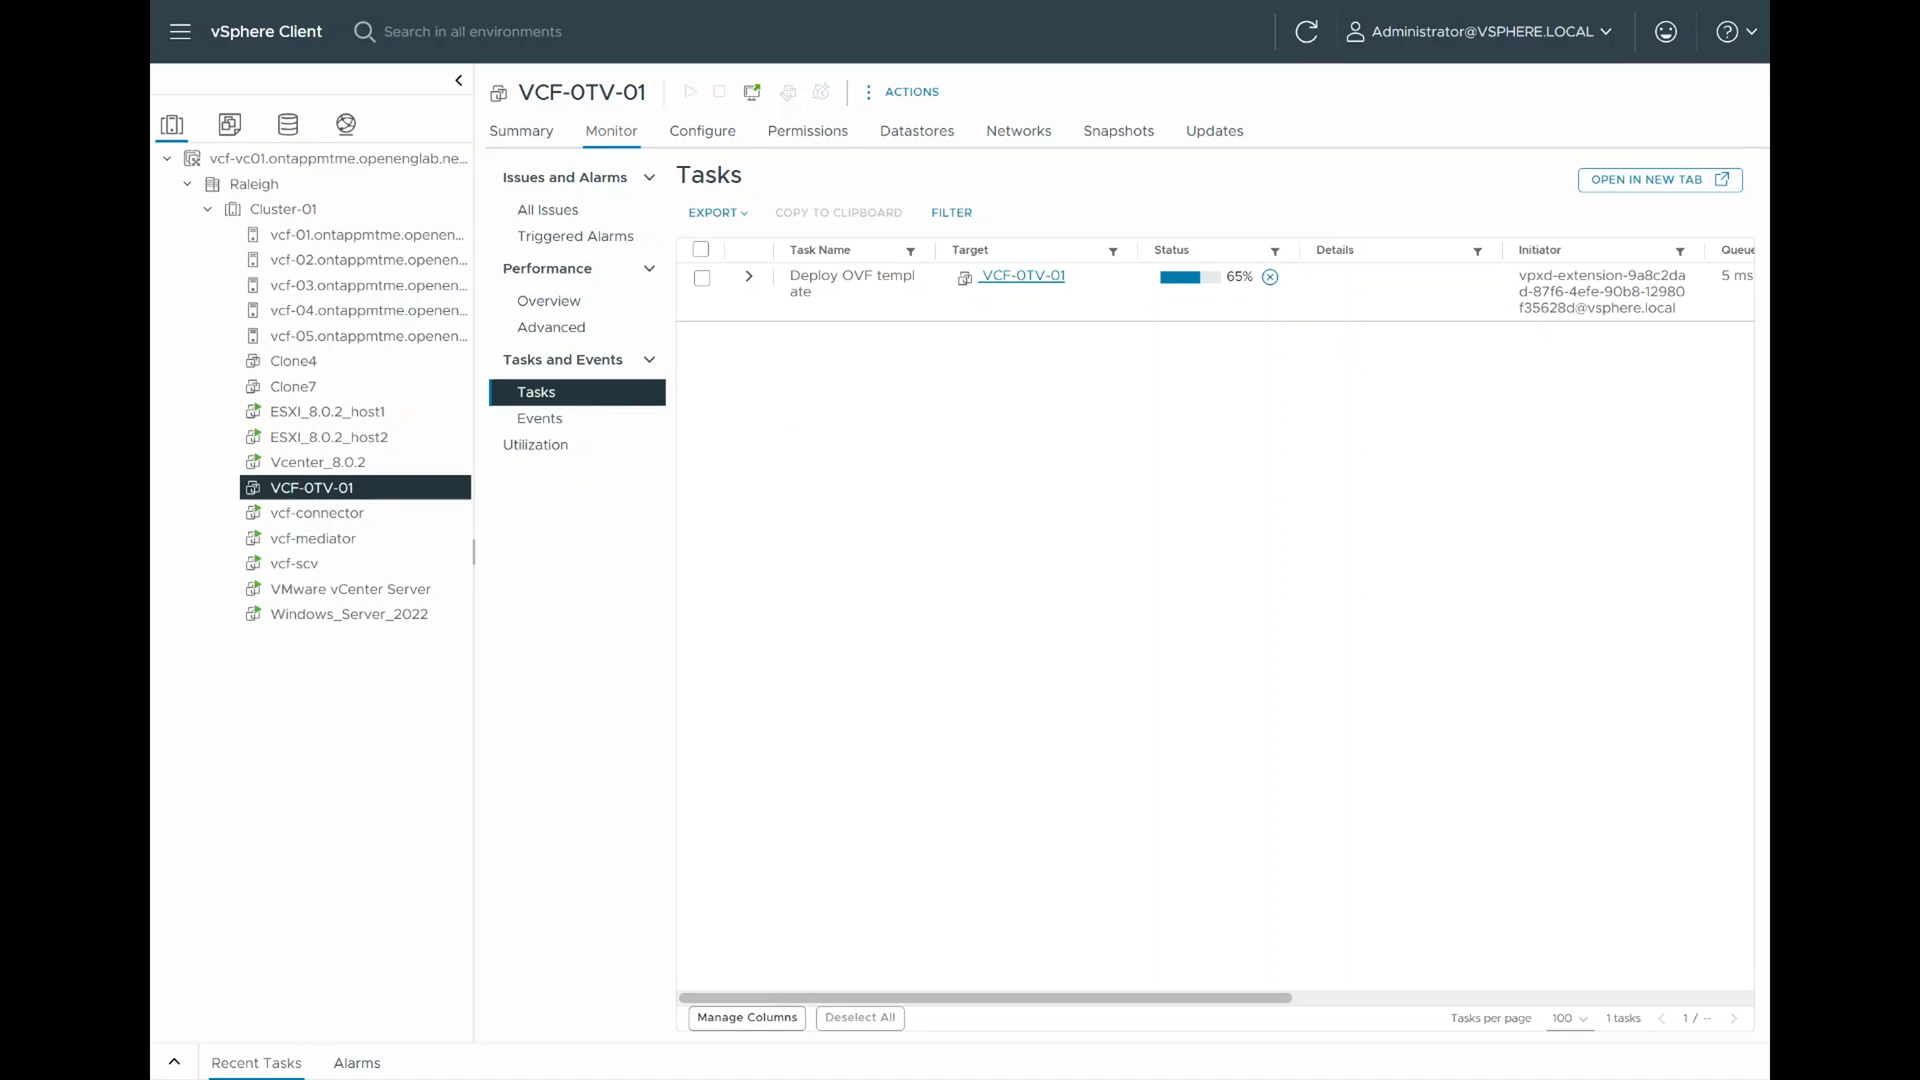 vSphere Client
Search in all environments
Administrator@VSPHERE.LOCAL
VCF-0TV-01
ACTIONS
Summary
Monitor
Configure
Permissions
Datastores
Networks
Snapshots
Updates
vcf-vc01.ontappmtme.openenglab.ne...
Raleigh
Cluster-01
vcf-01.ontappmtme.openen...
vcf-02.ontappmtme.openen...
vcf-03.ontappmtme.openen...
vcf-04.ontappmtme.openen...
vcf-05.ontappmtme.openen...
Clone4
Clone7
ESXI_8.0.2_host1
ESXI_8.0.2_host2
Vcenter_8.0.2
VCF-0TV-01
vcf-connector
vcf-mediator
vcf-scv
VMware vCenter Server
Windows_Server_2022
Issues and Alarms
All Issues
Triggered Alarms
Performance
Overview
Advanced
Tasks and Events
Tasks
Events
Utilization
Tasks
OPEN IN NEW TAB
EXPORT
COPY TO CLIPBOARD
FILTER
Task Name
Target
Status
Details
Initiator
Queue
Deploy OVF templ
ate
VCF-0TV-01
65%
vpxd-extension-9a8c2da
d-87f6-4efe-90b8-12980
f35628d@vsphere.local
5 ms
Manage Columns
Deselect All
Tasks per page
100
1 tasks
1 / --
Recent Tasks
Alarms